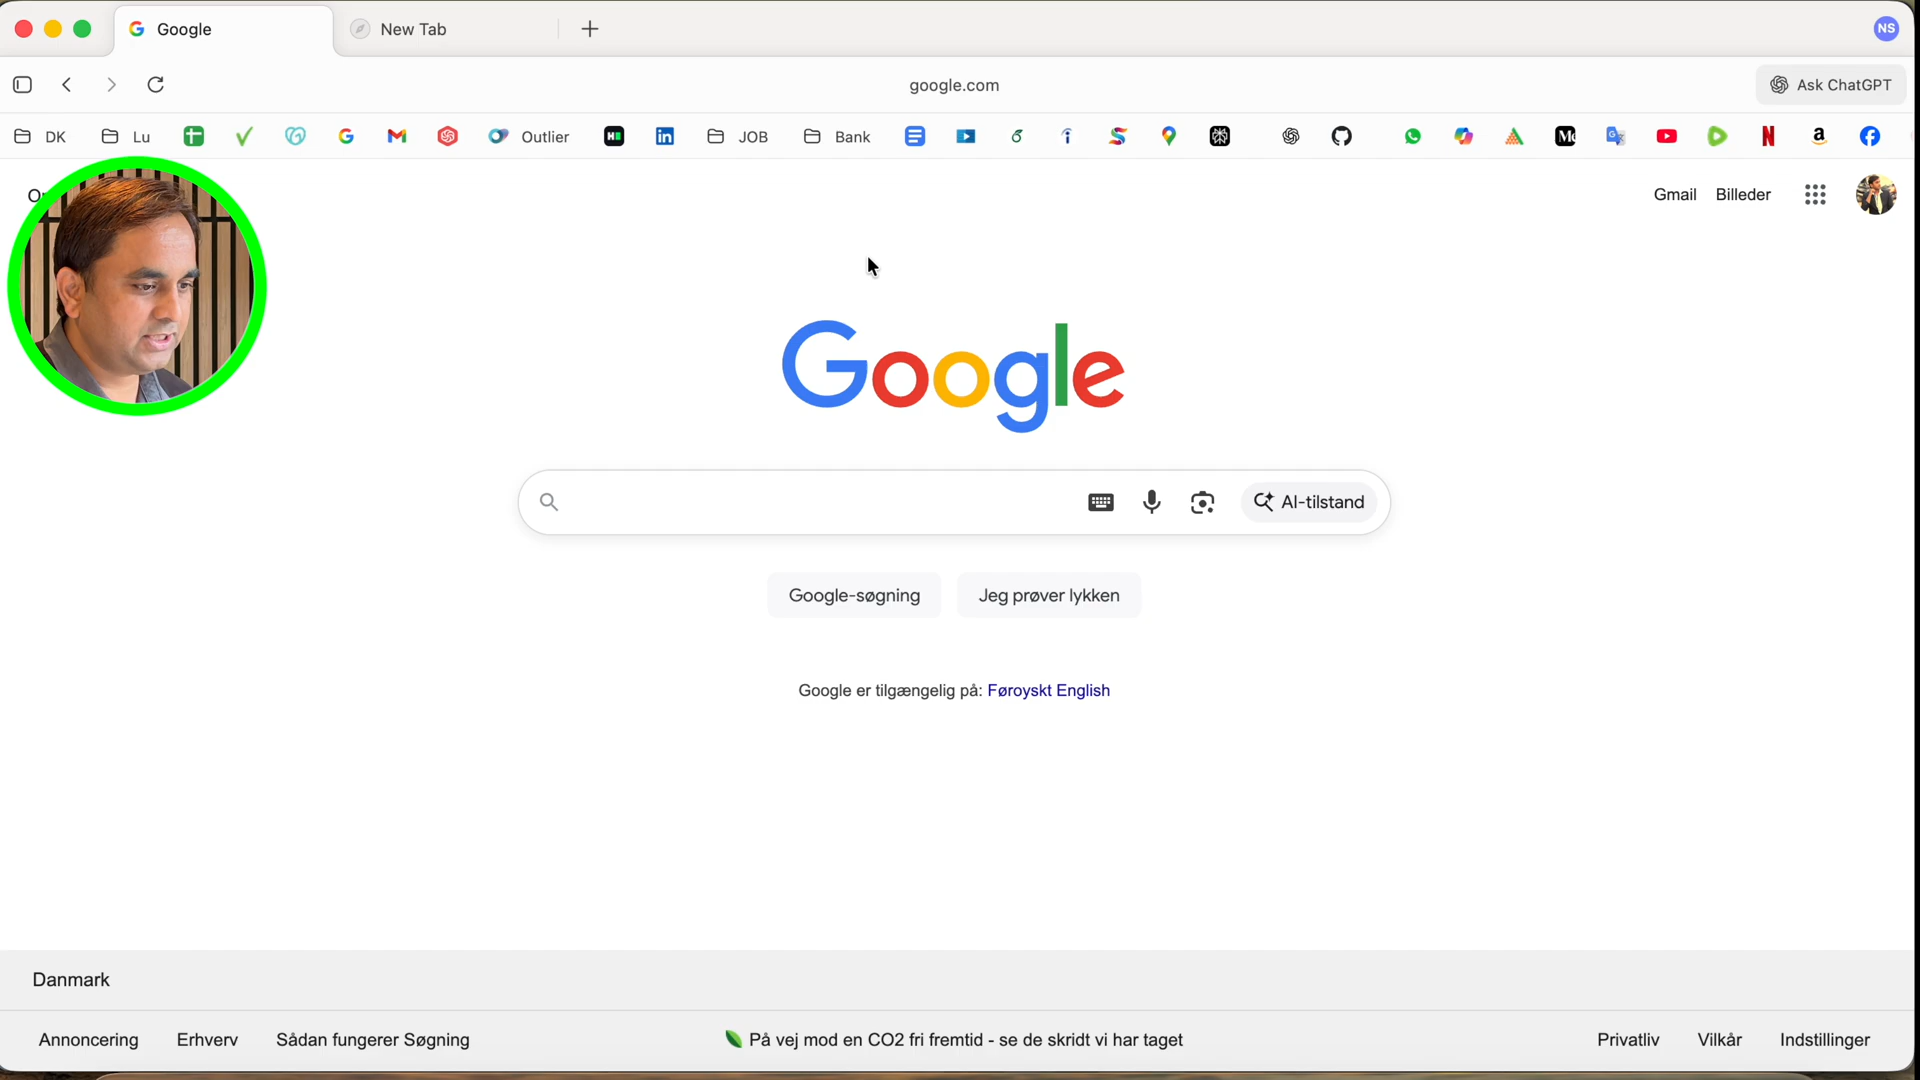 Google
New Tab
NS
google.com
Ask ChatGPT
DK
Lu
Outlier
JOB
Bank
Gmail
Billeder
Google
AI-tilstand
Google-søgning
Jeg prøver lykken
Google er tilgængelig på: Føroyskt English
Danmark
Annoncering
Erhverv
Sådan fungerer Søgning
På vej mod en CO2 fri fremtid - se de skridt vi har taget
Privatliv
Vilkår
Indstillinger